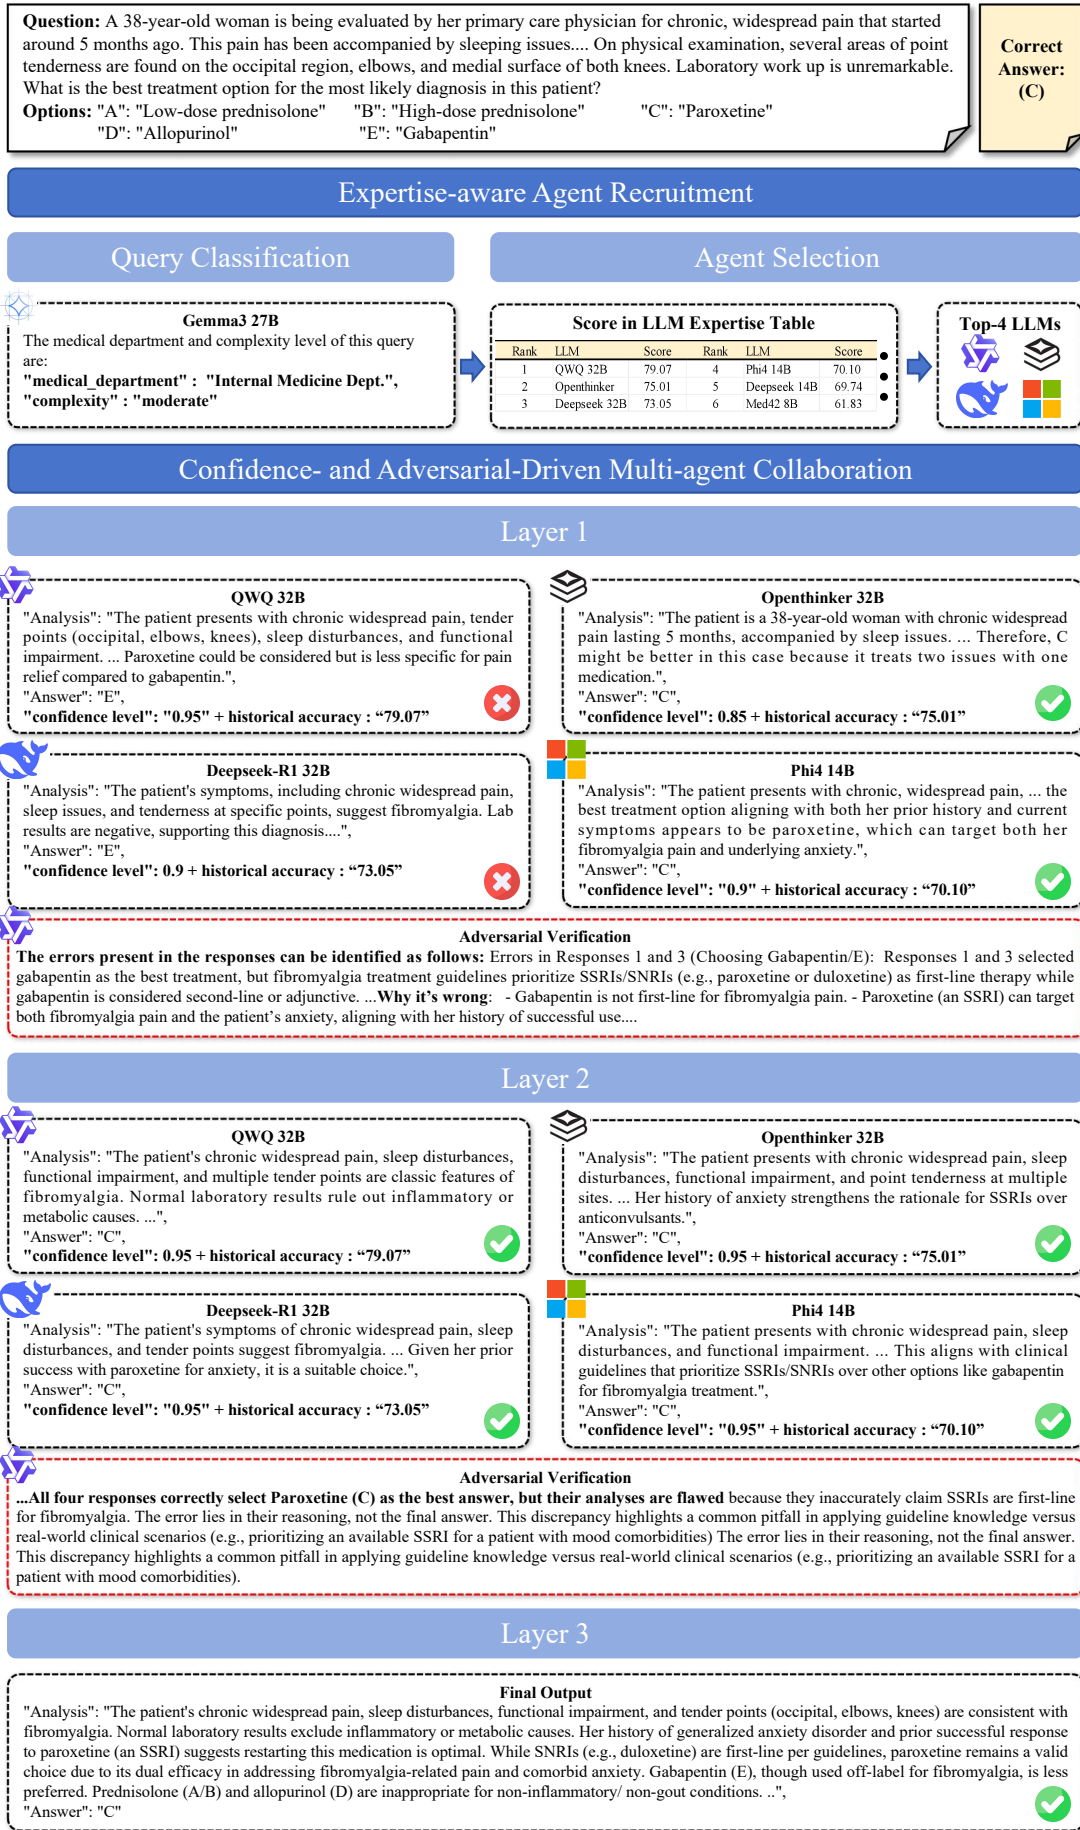 Question: A 38-year-old woman is being evaluated by her primary care physician for chronic, widespread pain that started
around 5 months ago. This pain has been accompanied by sleeping issues.... On physical examination, several areas of point
tenderness are found on the occipital region, elbows, and medial surface of both knees. Laboratory work up is unremarkable.
What is the best treatment option for the most likely diagnosis in this patient?
Options: "A": "Low-dose prednisolone" "B": "High-dose prednisolone" "C": "Paroxetine"
"D": "Allopurinol" "E": "Gabapentin"
Correct
Answer:
(C)
Expertise-aware Agent Recruitment
Query Classification
Agent Selection
Gemma3 27B
The medical department and complexity level of this query
are:
"medical_department" : "Internal Medicine Dept.",
"complexity" : "moderate"
Score in LLM Expertise Table
Rank LLM Score Rank LLM Score
1 QWQ 32B 79.07 4 Phi4 14B 70.10
2 Openthinker 75.01 5 Deepseek 14B 69.74
3 Deepseek 32B 73.05 6 Med42 8B 61.83
Top-4 LLMs
Confidence- and Adversarial-Driven Multi-agent Collaboration
Layer 1
QWQ 32B
"Analysis": "The patient presents with chronic widespread pain, tender
points (occipital, elbows, knees), sleep disturbances, and functional
impairment. ... Paroxetine could be considered but is less specific for pain
relief compared to gabapentin.",
"Answer": "E",
"confidence level": "0.95" + historical accuracy : “79.07”
Openthinker 32B
"Analysis": "The patient is a 38-year-old woman with chronic widespread
pain lasting 5 months, accompanied by sleep issues. ... Therefore, C
might be better in this case because it treats two issues with one
medication.",
"Answer": "C",
"confidence level": 0.85 + historical accuracy : “75.01”
Deepseek-R1 32B
"Analysis": "The patient's symptoms, including chronic widespread pain,
sleep issues, and tenderness at specific points, suggest fibromyalgia. Lab
results are negative, supporting this diagnosis....",
"Answer": "E",
"confidence level": 0.9 + historical accuracy : “73.05”
Phi4 14B
"Analysis": "The patient presents with chronic, widespread pain, ... the
best treatment option aligning with both her prior history and current
symptoms appears to be paroxetine, which can target both her
fibromyalgia pain and underlying anxiety.",
"Answer": "C",
"confidence level": "0.9" + historical accuracy : “70.10”
Adversarial Verification
The errors present in the responses can be identified as follows: Errors in Responses 1 and 3 (Choosing Gabapentin/E): Responses 1 and 3 selected
gabapentin as the best treatment, but fibromyalgia treatment guidelines prioritize SSRIs/SNRIs (e.g., paroxetine or duloxetine) as first-line therapy while
gabapentin is considered second-line or adjunctive. ...Why it’s wrong: - Gabapentin is not first-line for fibromyalgia pain. - Paroxetine (an SSRI) can target
both fibromyalgia pain and the patient’s anxiety, aligning with her history of successful use....
Layer 2
QWQ 32B
"Analysis": "The patient's chronic widespread pain, sleep disturbances,
functional impairment, and multiple tender points are classic features of
fibromyalgia. Normal laboratory results rule out inflammatory or
metabolic causes. ...",
"Answer": "C",
"confidence level": 0.95 + historical accuracy : “79.07”
Openthinker 32B
"Analysis": "The patient presents with chronic widespread pain, sleep
disturbances, functional impairment, and point tenderness at multiple
sites. ... Her history of anxiety strengthens the rationale for SSRIs over
anticonvulsants.",
"Answer": "C",
"confidence level": 0.95 + historical accuracy : “75.01”
Deepseek-R1 32B
"Analysis": "The patient's symptoms of chronic widespread pain, sleep
disturbances, and tender points suggest fibromyalgia. ... Given her prior
success with paroxetine for anxiety, it is a suitable choice.",
"Answer": "C",
"confidence level": "0.95" + historical accuracy : “73.05”
Phi4 14B
"Analysis": "The patient presents with chronic widespread pain, sleep
disturbances, and functional impairment. ... This aligns with clinical
guidelines that prioritize SSRIs/SNRIs over other options like gabapentin
for fibromyalgia treatment.",
"Answer": "C",
"confidence level": "0.95" + historical accuracy : “70.10”
Adversarial Verification
...All four responses correctly select Paroxetine (C) as the best answer, but their analyses are flawed because they inaccurately claim SSRIs are first-line
for fibromyalgia. The error lies in their reasoning, not the final answer. This discrepancy highlights a common pitfall in applying guideline knowledge versus
real-world clinical scenarios (e.g., prioritizing an available SSRI for a patient with mood comorbidities) The error lies in their reasoning, not the final answer.
This discrepancy highlights a common pitfall in applying guideline knowledge versus real-world clinical scenarios (e.g., prioritizing an available SSRI for a
patient with mood comorbidities).
Layer 3
Final Output
"Analysis": "The patient's chronic widespread pain, sleep disturbances, functional impairment, and tender points (occipital, elbows, knees) are consistent with
fibromyalgia. Normal laboratory results exclude inflammatory or metabolic causes. Her history of generalized anxiety disorder and prior successful response
to paroxetine (an SSRI) suggests restarting this medication is optimal. While SNRIs (e.g., duloxetine) are first-line per guidelines, paroxetine remains a valid
choice due to its dual efficacy in addressing fibromyalgia-related pain and comorbid anxiety. Gabapentin (E), though used off-label for fibromyalgia, is less
preferred. Prednisolone (A/B) and allopurinol (D) are inappropriate for non-inflammatory/ non-gout conditions. ..",
"Answer": "C"